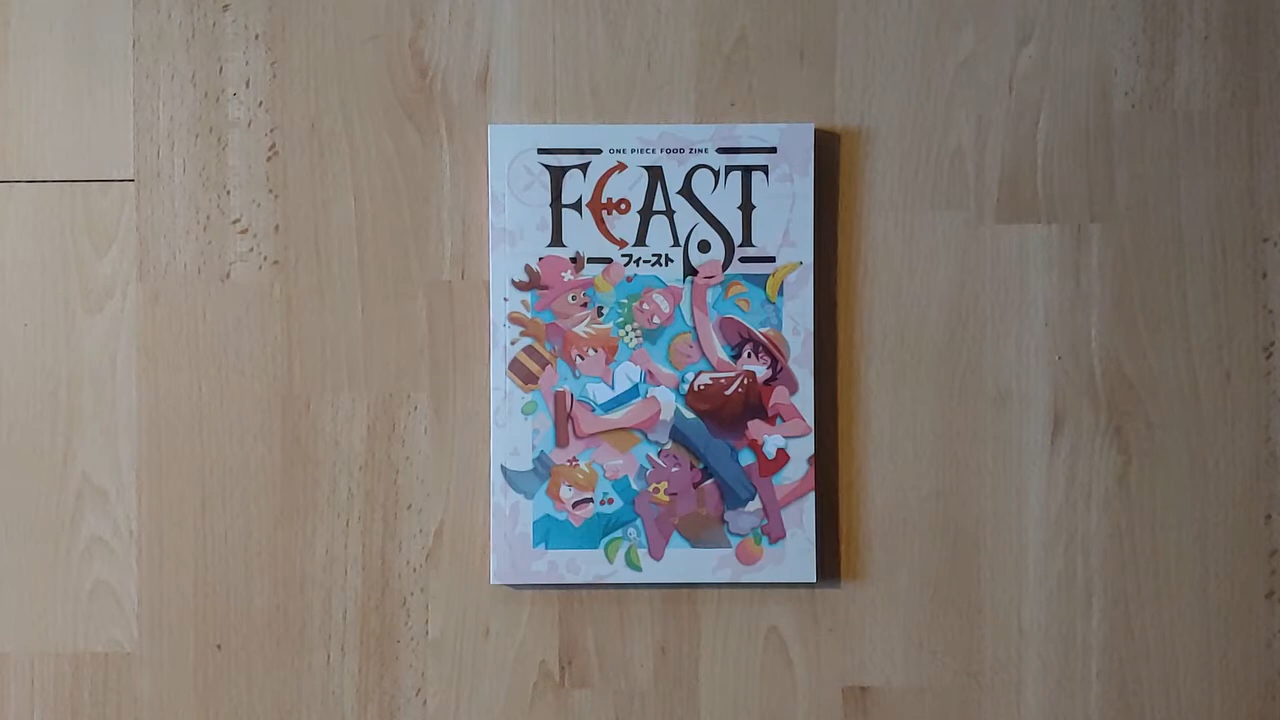 ONE PIECE FOOD ZINE
FEAST
フィースト